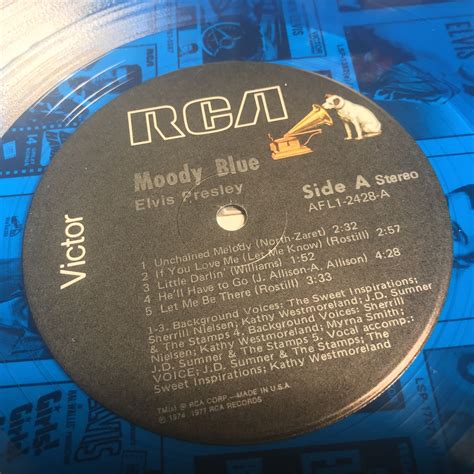 RCA
Victor
Moody Blue
Elvis Presley
Side A Stereo
AFL1-2428-A
1 Unchained Melody (North-Zaret) 2:32
2 If You Love Me (Let Me Know) (Rostill) 2:57
3 Little Darlin' (Williams) 1:52
4 He'll Have to Go (J. Allison-A. Allison) 4:28
5 Let Me Be There (Rostill) 3:33
1-3. Background Voices: The Sweet Inspirations;
Sherrill Nielsen; Kathy Westmoreland; J.D. Sumner
& The Stamps 4. Background Voices: Sherrill
Nielsen; Kathy Westmoreland; Myrna Smith;
J.D. Sumner & The Stamps 5. Vocal accomp.:
VOICE; J.D. Sumner & The Stamps; The
Sweet Inspirations; Kathy Westmoreland
TM(s) ® RCA CORP.—MADE IN U.S.A.
℗ 1974, 1977 RCA RECORDS
RCA
ELVIS
Girls!
Girls!